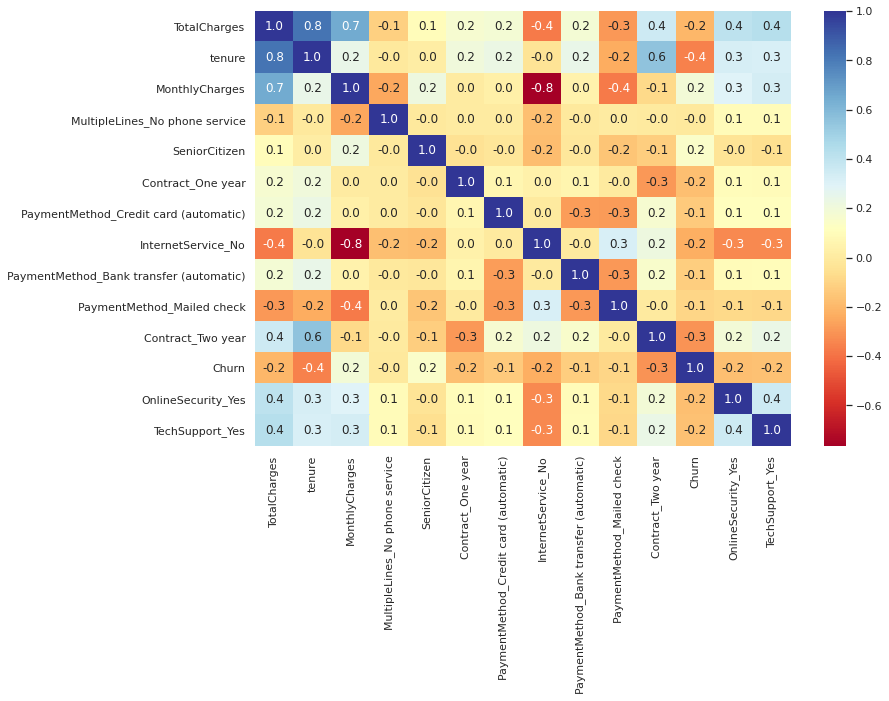 TotalCharges 1.0 0.8 0.7 -0.1 0.1 0.2 0.2 -0.4 0.2 -0.3 0.4 -0.2 0.4 0.4
tenure 0.8 1.0 0.2 -0.0 0.0 0.2 0.2 -0.0 0.2 -0.2 0.6 -0.4 0.3 0.3
MonthlyCharges 0.7 0.2 1.0 -0.2 0.2 0.0 0.0 -0.8 0.0 -0.4 -0.1 0.2 0.3 0.3
MultipleLines_No phone service -0.1 -0.0 -0.2 1.0 -0.0 0.0 0.0 -0.2 -0.0 0.0 -0.0 -0.0 0.1 0.1
SeniorCitizen 0.1 0.0 0.2 -0.0 1.0 -0.0 -0.0 -0.2 -0.0 -0.2 -0.1 0.2 -0.0 -0.1
Contract_One year 0.2 0.2 0.0 0.0 -0.0 1.0 0.1 0.0 0.1 -0.0 -0.3 -0.2 0.1 0.1
PaymentMethod_Credit card (automatic) 0.2 0.2 0.0 0.0 -0.0 0.1 1.0 0.0 -0.3 -0.3 0.2 -0.1 0.1 0.1
InternetService_No -0.4 -0.0 -0.8 -0.2 -0.2 0.0 0.0 1.0 -0.0 0.3 0.2 -0.2 -0.3 -0.3
PaymentMethod_Bank transfer (automatic) 0.2 0.2 0.0 -0.0 -0.0 0.1 -0.3 -0.0 1.0 -0.3 0.2 -0.1 0.1 0.1
PaymentMethod_Mailed check -0.3 -0.2 -0.4 0.0 -0.2 -0.0 -0.3 0.3 -0.3 1.0 -0.0 -0.1 -0.1 -0.1
Contract_Two year 0.4 0.6 -0.1 -0.0 -0.1 -0.3 0.2 0.2 0.2 -0.0 1.0 -0.3 0.2 0.2
Churn -0.2 -0.4 0.2 -0.0 0.2 -0.2 -0.1 -0.2 -0.1 -0.1 -0.3 1.0 -0.2 -0.2
OnlineSecurity_Yes 0.4 0.3 0.3 0.1 -0.0 0.1 0.1 -0.3 0.1 -0.1 0.2 -0.2 1.0 0.4
TechSupport_Yes 0.4 0.3 0.3 0.1 -0.1 0.1 0.1 -0.3 0.1 -0.1 0.2 -0.2 0.4 1.0
TotalCharges
tenure
MonthlyCharges
MultipleLines_No phone service
SeniorCitizen
Contract_One year
PaymentMethod_Credit card (automatic)
InternetService_No
PaymentMethod_Bank transfer (automatic)
PaymentMethod_Mailed check
Contract_Two year
Churn
OnlineSecurity_Yes
TechSupport_Yes
1.0
0.8
0.6
0.4
0.2
0.0
−0.2
−0.4
−0.6